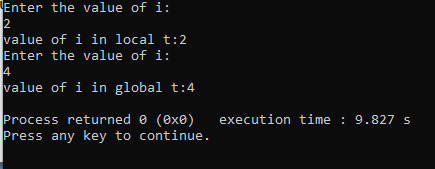 Enter the value of i:
2
value of i in local t:2
Enter the value of i:
4
value of i in global t:4
Process returned 0 (0x0)   execution time : 9.827 s
Press any key to continue.